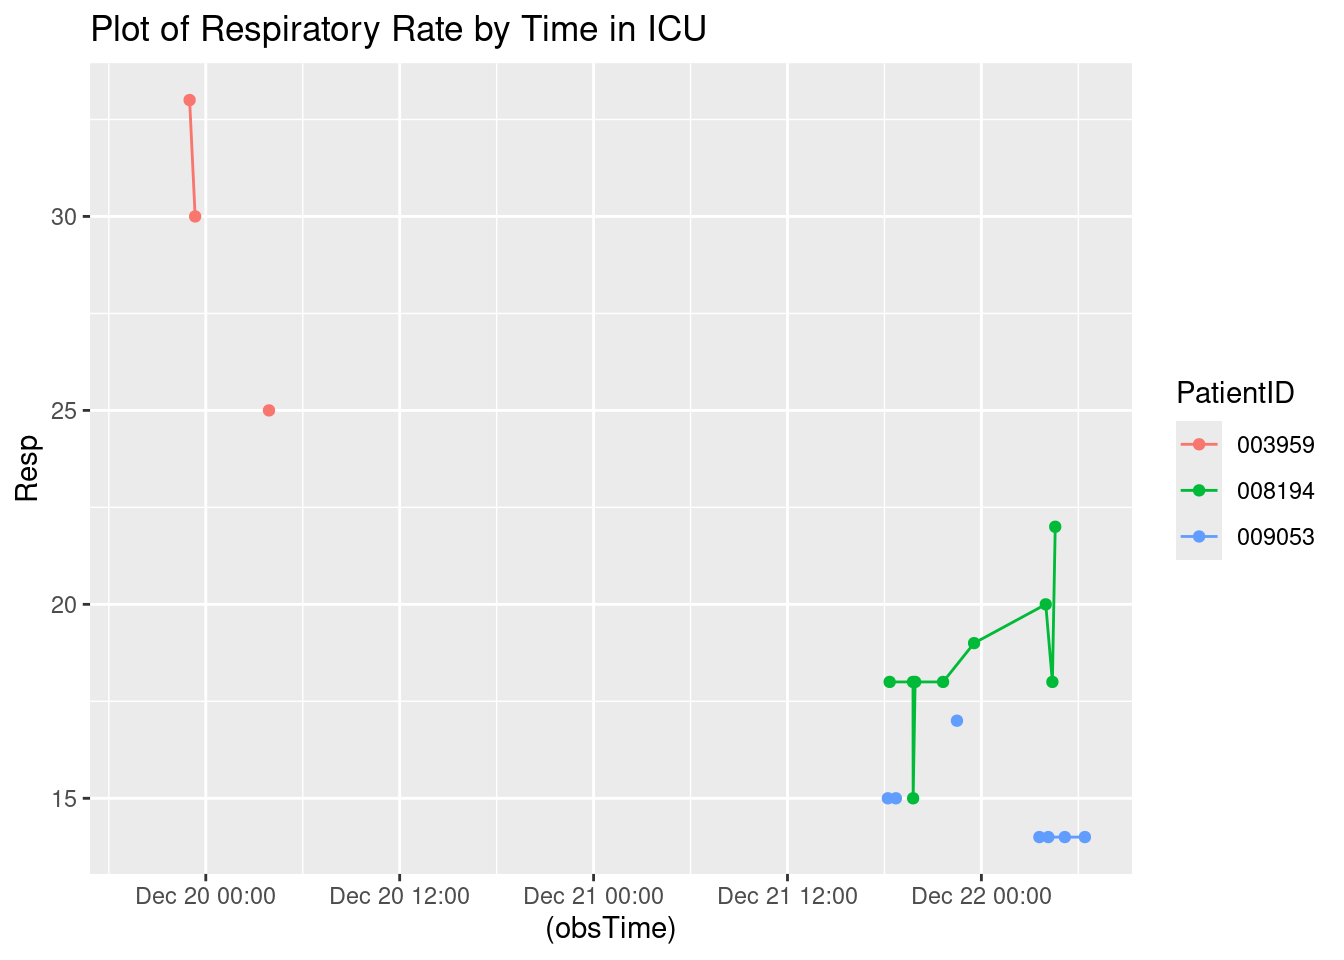 Plot of Respiratory Rate by Time in ICU
Resp
30
25
20
15
Dec 20 00:00 Dec 20 12:00 Dec 21 00:00 Dec 21 12:00 Dec 22 00:00
(obsTime)
PatientID
003959
008194
009053